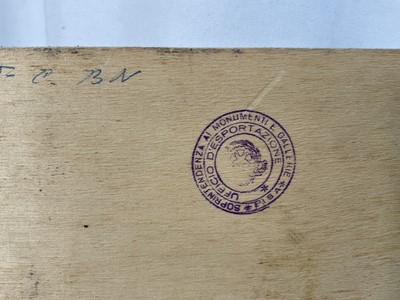 C. BN
SOPRINTENDENZA AI MONUMENTI E GALLERIE
PISA
UFFICIO D'ESPORTAZIONE